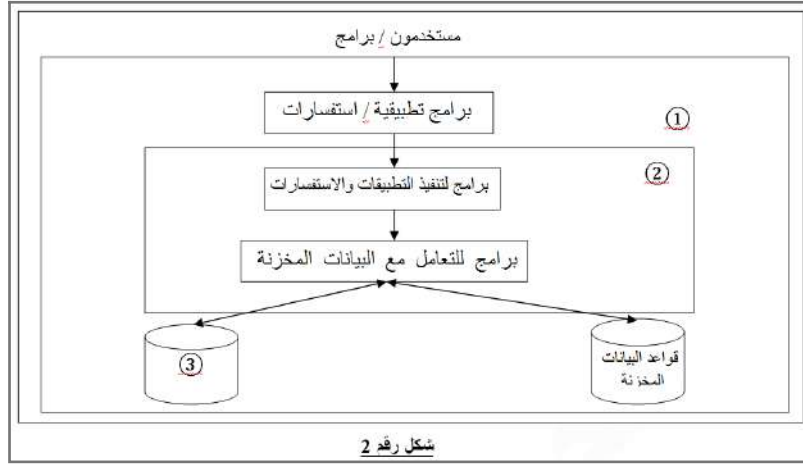 مستخدمون / برامج
برامج تطبيقية / استفسارات
①
②
برامج لتنفيذ التطبيقات والاستفسارات
برامج للتعامل مع البيانات المخزنة
③
قواعد البيانات
المخزنة
شكل رقم 2